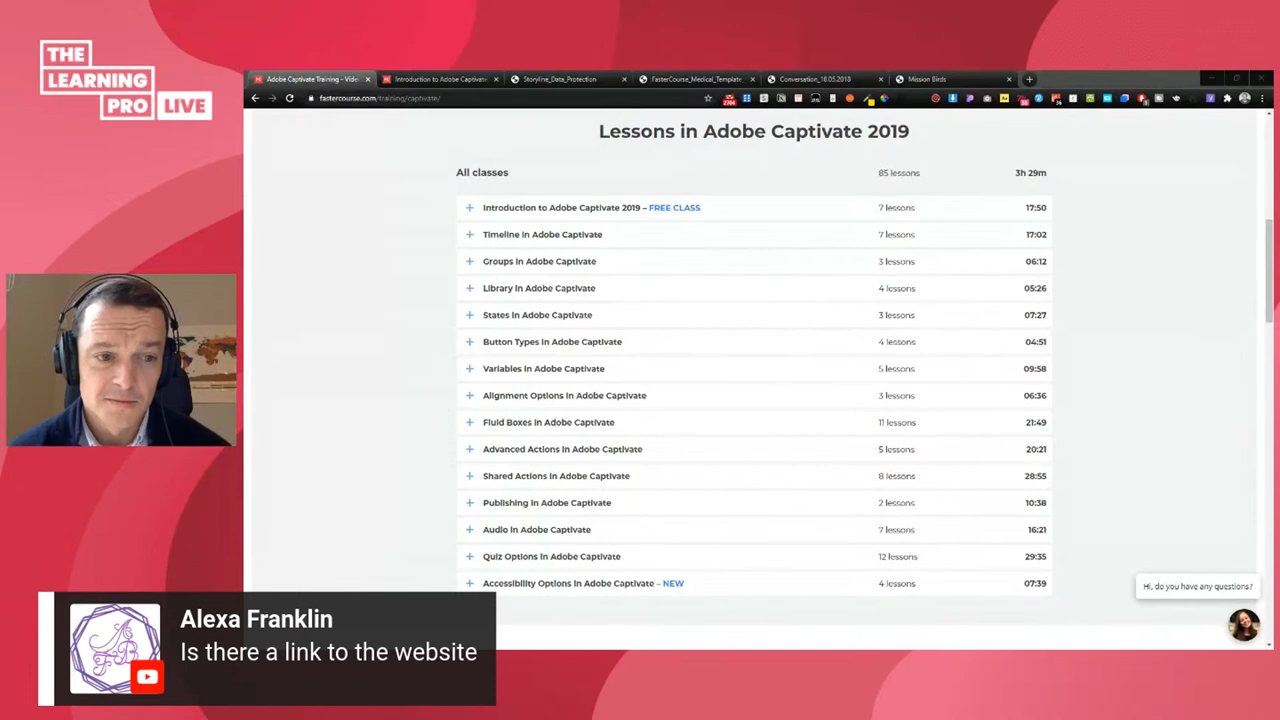 THE
LEARNING
PRO LIVE
Adobe Captivate Training - Vide
Introduction to Adobe Captivate
Storyline_Data_Protection
FasterCourse_Medical_Template
Conversation_18.05.2018
Mission Birds
fastercourse.com/training/captivate/
Lessons in Adobe Captivate 2019
All classes 85 lessons 3h 29m
Introduction to Adobe Captivate 2019 – FREE CLASS 7 lessons 17:50
Timeline in Adobe Captivate 7 lessons 17:02
Groups in Adobe Captivate 3 lessons 06:12
Library in Adobe Captivate 4 lessons 05:26
States in Adobe Captivate 3 lessons 07:27
Button Types in Adobe Captivate 4 lessons 04:51
Variables in Adobe Captivate 5 lessons 09:58
Alignment Options in Adobe Captivate 3 lessons 06:36
Fluid Boxes in Adobe Captivate 11 lessons 21:49
Advanced Actions in Adobe Captivate 5 lessons 20:21
Shared Actions in Adobe Captivate 8 lessons 28:55
Publishing in Adobe Captivate 2 lessons 10:38
Audio in Adobe Captivate 7 lessons 16:21
Quiz Options in Adobe Captivate 12 lessons 29:35
Accessibility Options in Adobe Captivate – NEW 4 lessons 07:39
Hi, do you have any questions?
Alexa Franklin
Is there a link to the website